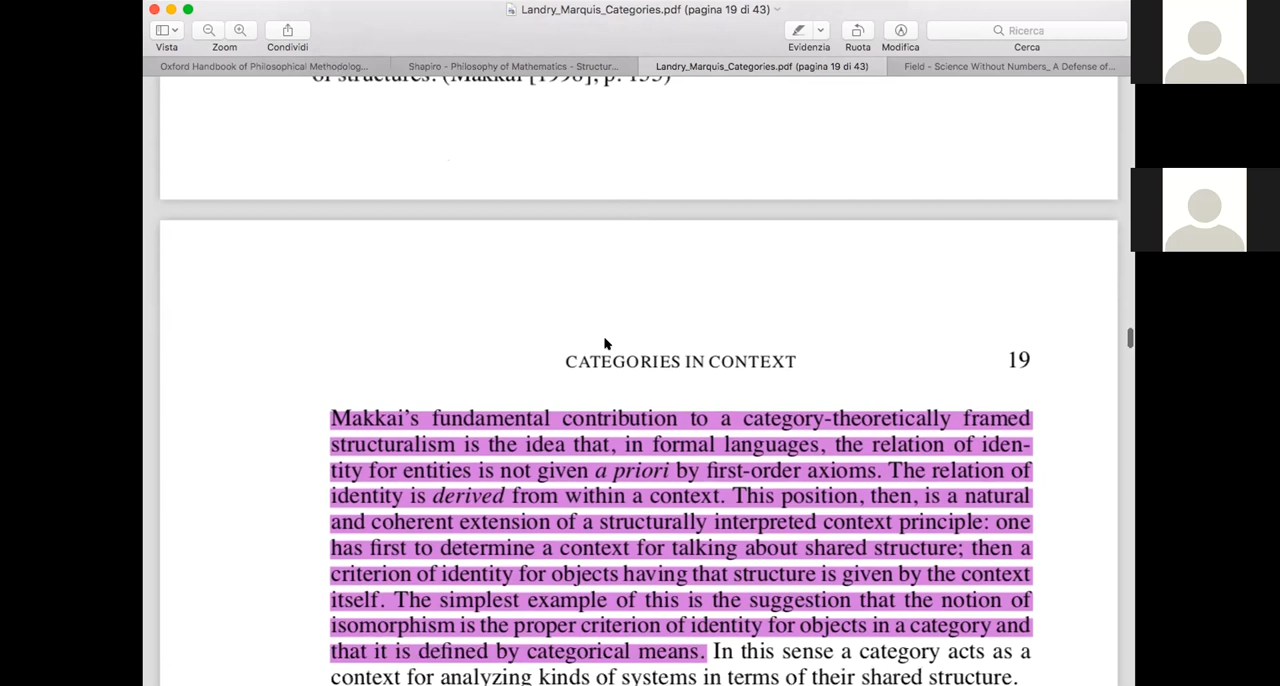 Landry_Marquis_Categories.pdf (pagina 19 di 43)
Vista
Zoom
Condividi
Evidenzia
Ruota
Modifica
Ricerca
Cerca
Oxford Handbook of Philosophical Methodolog...
Shapiro - Philosophy of Mathematics - Structur...
Landry_Marquis_Categories.pdf (pagina 19 di 43)
Field - Science Without Numbers_ A Defense of...
of structures. (Makkai [1998], p. 153)
CATEGORIES IN CONTEXT
19
Makkai's fundamental contribution to a category-theoretically framed
structuralism is the idea that, in formal languages, the relation of iden-
tity for entities is not given a priori by first-order axioms. The relation of
identity is derived from within a context. This position, then, is a natural
and coherent extension of a structurally interpreted context principle: one
has first to determine a context for talking about shared structure; then a
criterion of identity for objects having that structure is given by the context
itself. The simplest example of this is the suggestion that the notion of
isomorphism is the proper criterion of identity for objects in a category and
that it is defined by categorical means. In this sense a category acts as a
context for analyzing kinds of systems in terms of their shared structure.